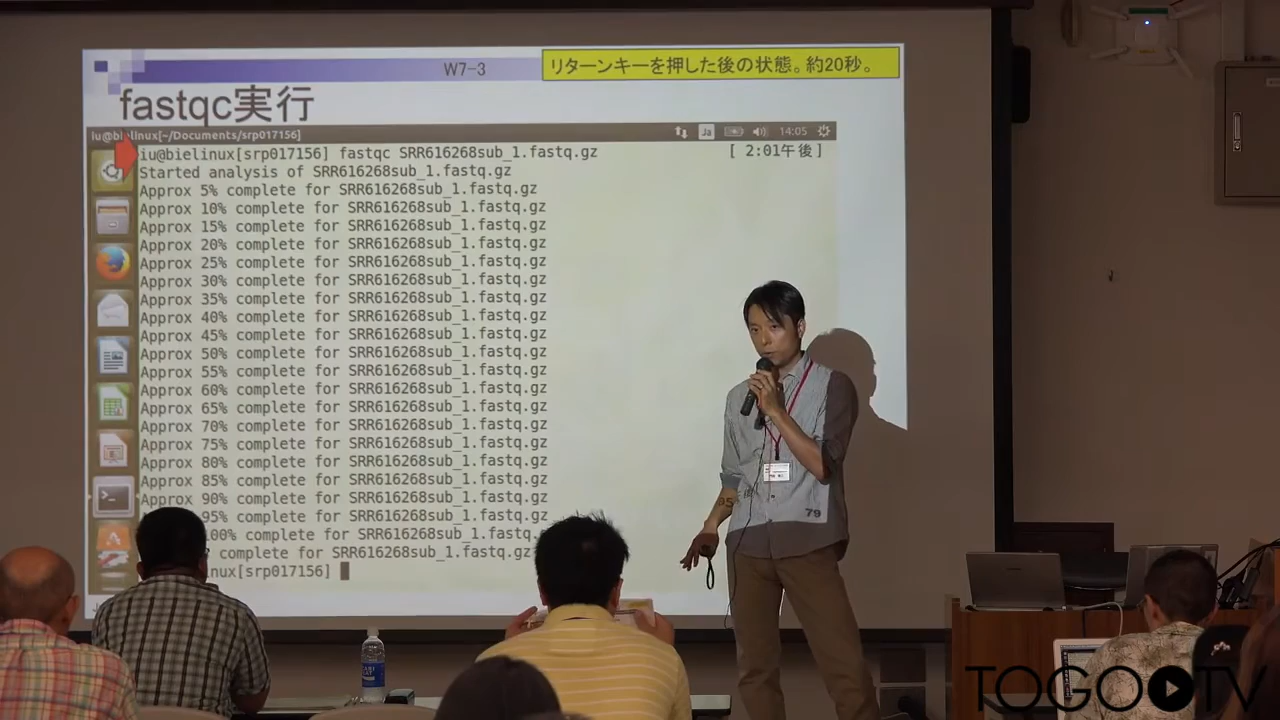 W7-3
リターンキーを押した後の状態。約20秒。
fastqc実行
iu@bielinux[~/Documents/srp017156]
Ja
14:05
iu@bielinux[srp017156] fastqc SRR616268sub_1.fastq.gz [ 2:01午後]
Started analysis of SRR616268sub_1.fastq.gz
Approx 5% complete for SRR616268sub_1.fastq.gz
Approx 10% complete for SRR616268sub_1.fastq.gz
Approx 15% complete for SRR616268sub_1.fastq.gz
Approx 20% complete for SRR616268sub_1.fastq.gz
Approx 25% complete for SRR616268sub_1.fastq.gz
Approx 30% complete for SRR616268sub_1.fastq.gz
Approx 35% complete for SRR616268sub_1.fastq.gz
Approx 40% complete for SRR616268sub_1.fastq.gz
Approx 45% complete for SRR616268sub_1.fastq.gz
Approx 50% complete for SRR616268sub_1.fastq.gz
Approx 55% complete for SRR616268sub_1.fastq.gz
Approx 60% complete for SRR616268sub_1.fastq.gz
Approx 65% complete for SRR616268sub_1.fastq.gz
Approx 70% complete for SRR616268sub_1.fastq.gz
Approx 75% complete for SRR616268sub_1.fastq.gz
Approx 80% complete for SRR616268sub_1.fastq.gz
Approx 85% complete for SRR616268sub_1.fastq.gz
Approx 90% complete for SRR616268sub_1.fastq.gz
95% complete for SRR616268sub_1.fastq.gz
100% complete for SRR616268sub_1.fastq.
complete for SRR616268sub_1.fastq.gz
nux[srp017156]
79
TOGO TV